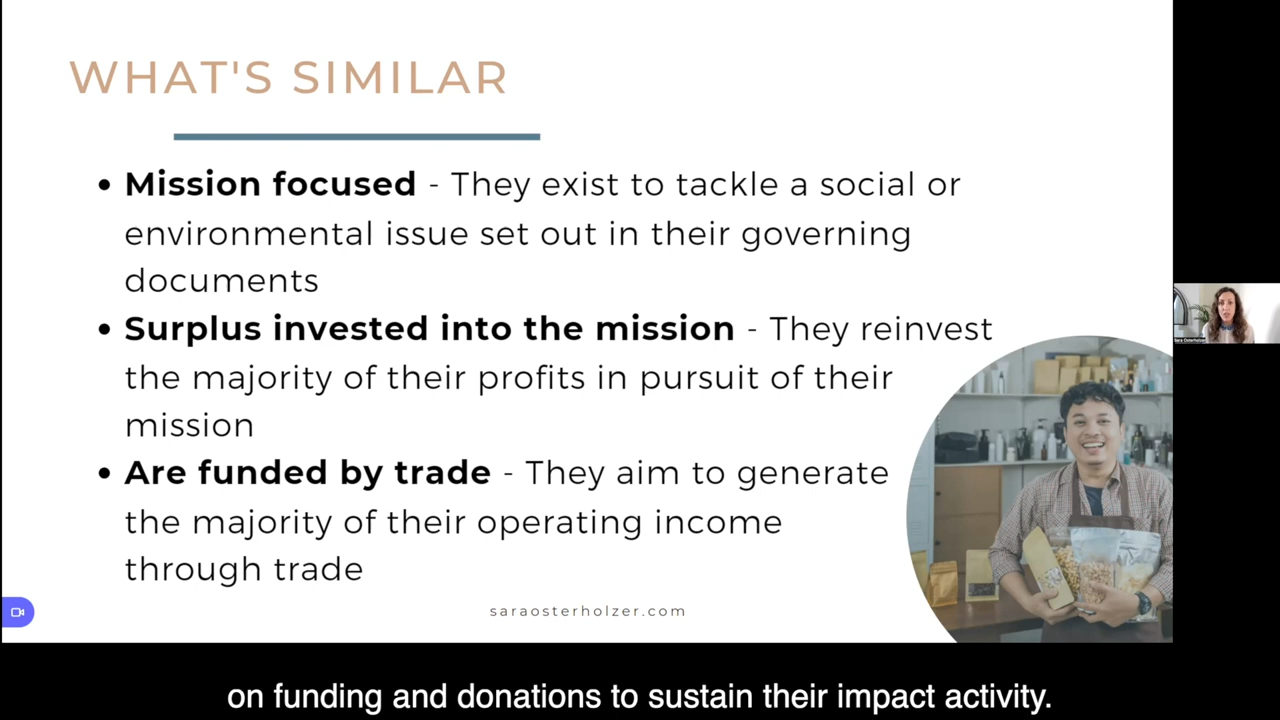 WHAT'S SIMILAR
• Mission focused - They exist to tackle a social or
environmental issue set out in their governing
documents
• Surplus invested into the mission - They reinvest
the majority of their profits in pursuit of their
mission
• Are funded by trade - They aim to generate
the majority of their operating income
through trade
saraosterholzer.com
Sara Osterholzer
on funding and donations to sustain their impact activity.